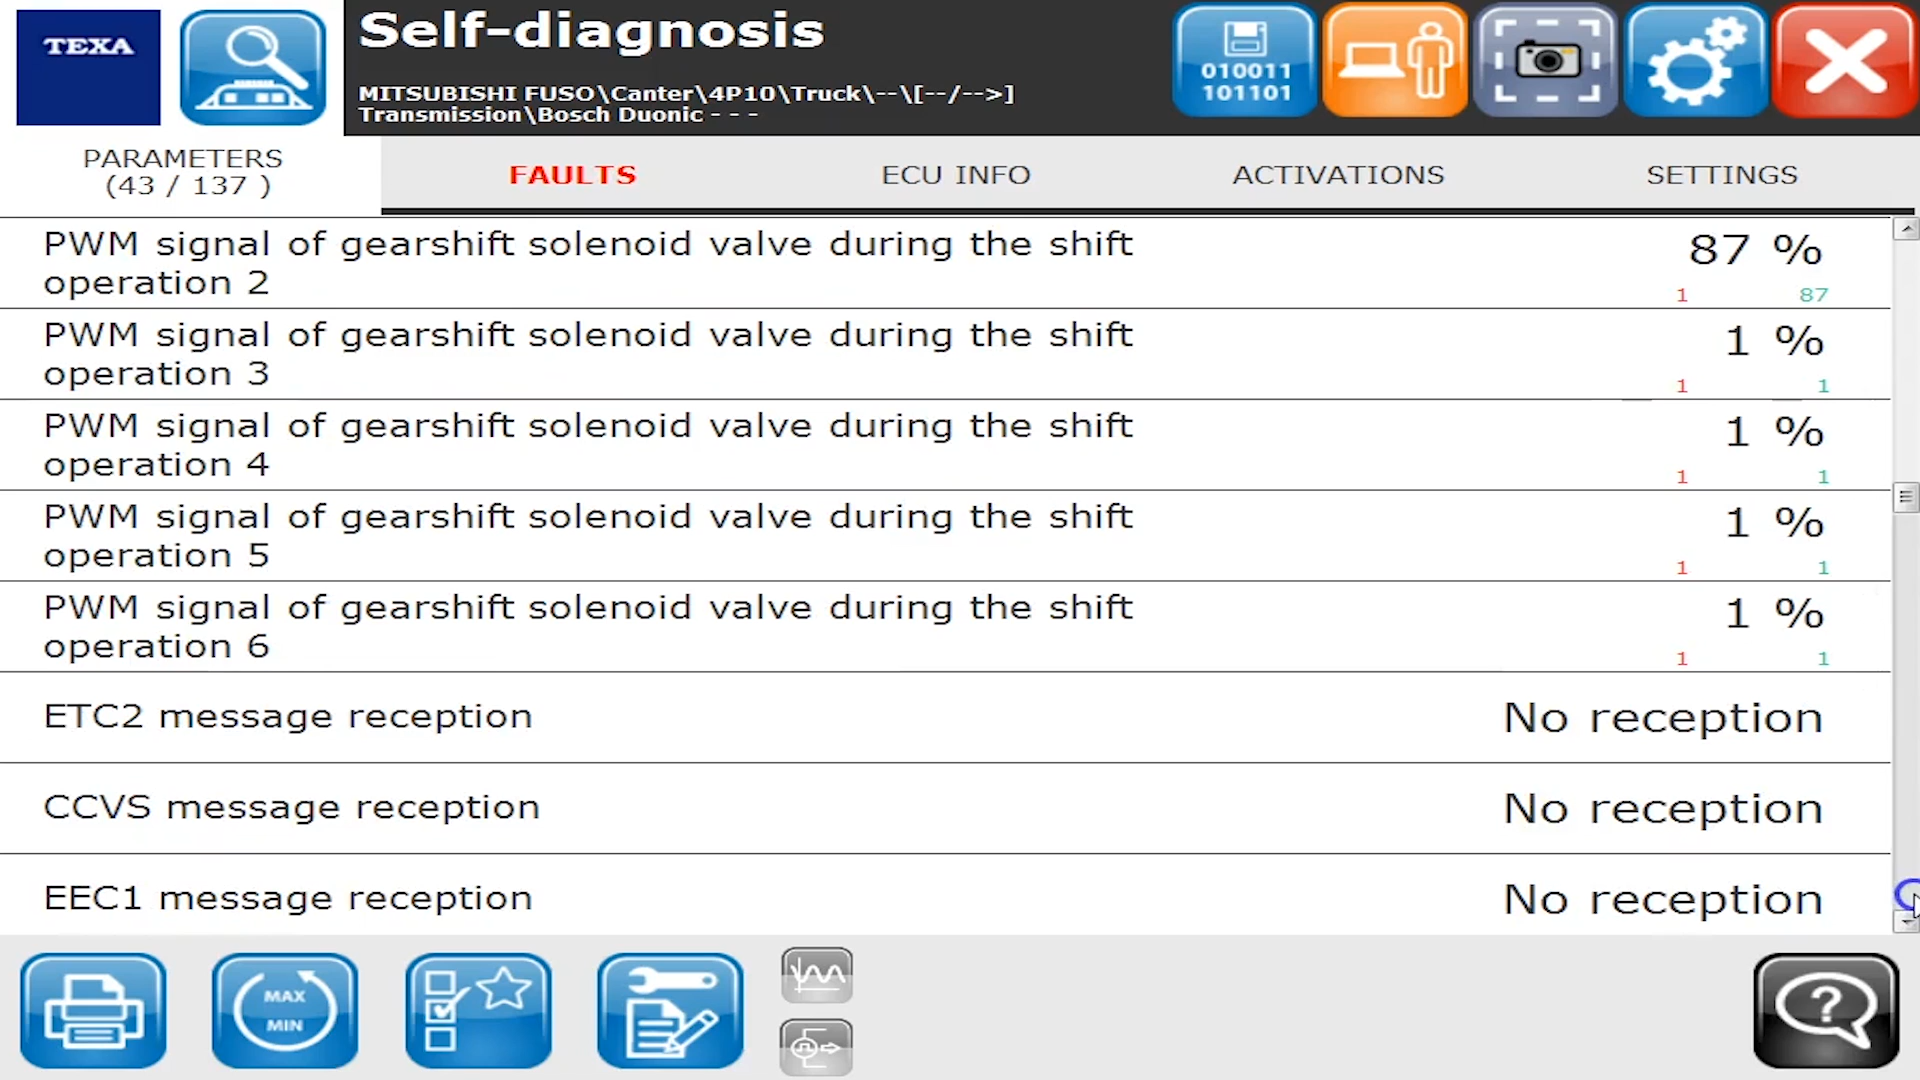 TEXA
Self-diagnosis
MITSUBISHI FUSO\Canter\4P10\Truck\--\[--/-->]
Transmission\Bosch Duonic - - -
010011
101101
PARAMETERS
(43 / 137 )
FAULTS
ECU INFO
ACTIVATIONS
SETTINGS
PWM signal of gearshift solenoid valve during the shift
operation 2
87 %
1 87
PWM signal of gearshift solenoid valve during the shift
operation 3
1 %
1 1
PWM signal of gearshift solenoid valve during the shift
operation 4
1 %
1 1
PWM signal of gearshift solenoid valve during the shift
operation 5
1 %
1 1
PWM signal of gearshift solenoid valve during the shift
operation 6
1 %
1 1
ETC2 message reception No reception
CCVS message reception No reception
EEC1 message reception No reception
MAX
MIN
?